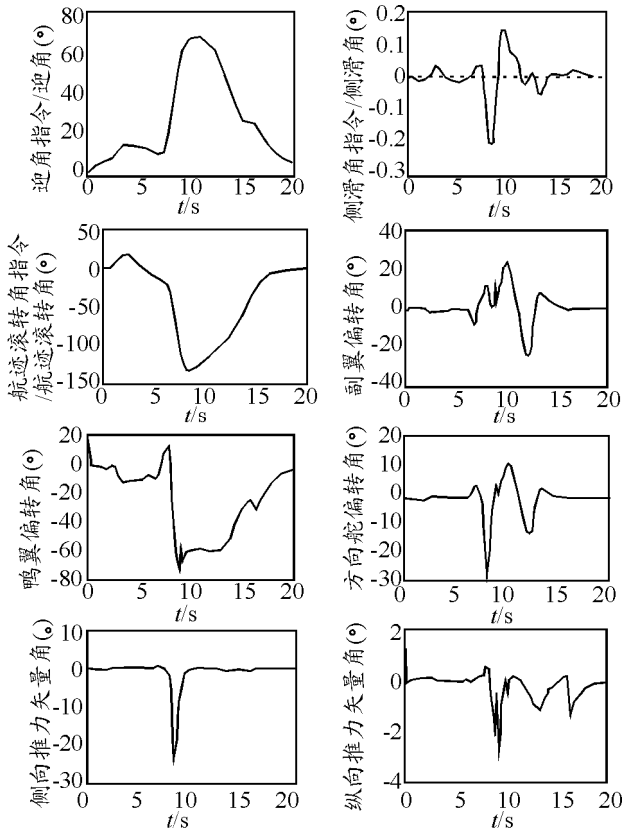 迎角指令/迎角(°)
80
60
40
20
0
0 5 10 15 20
t/s
侧滑角指令/侧滑角(°)
0.2
0.1
0
-0.1
-0.2
-0.3
0 5 10 15 20
t/s
航迹滚转角指令
/航迹滚转角(°)
50
0
-50
-100
-150
0 5 10 15 20
t/s
副翼偏转角(°)
40
20
0
-20
-40
0 5 10 15 20
t/s
鸭翼偏转角(°)
20
0
-20
-40
-60
-80
0 5 10 15 20
t/s
方向舵偏转角(°)
20
10
0
-10
-20
-30
0 5 10 15 20
t/s
侧向推力矢量角(°)
10
0
-10
-20
-30
0 5 10 15 20
t/s
纵向推力矢量角(°)
2
0
-2
-4
0 5 10 15 20
t/s